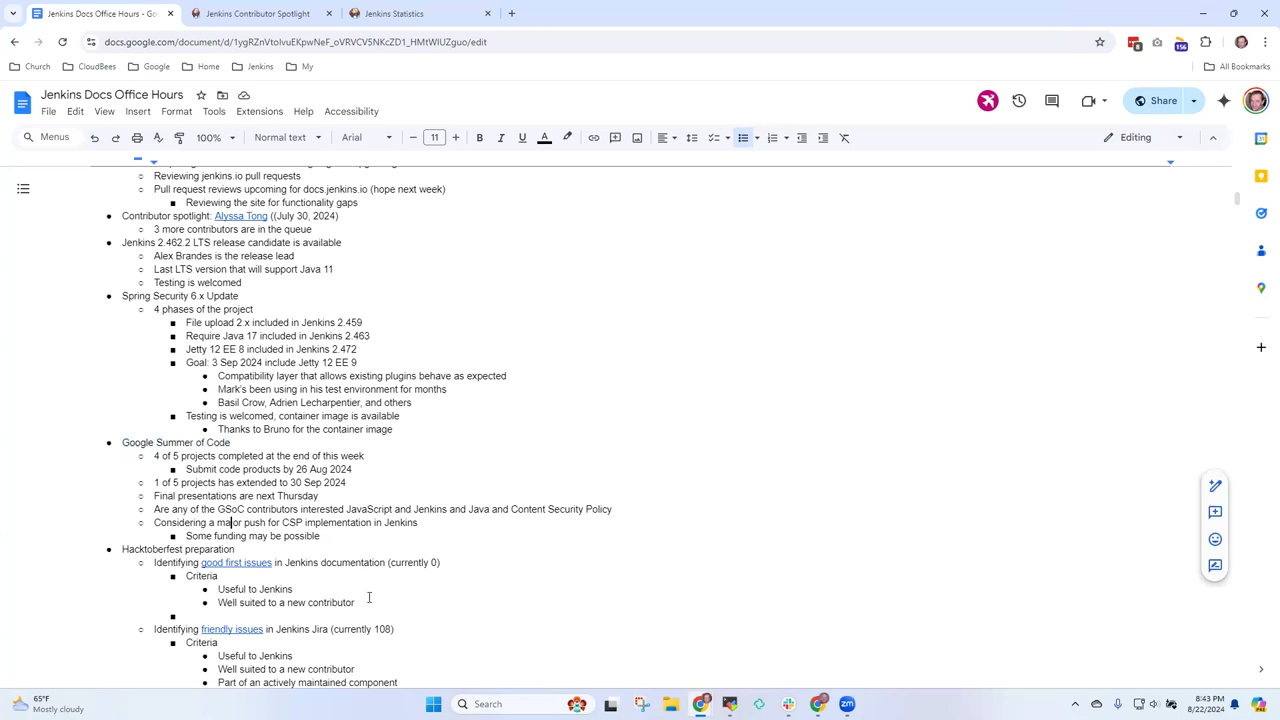 Jenkins Docs Office Hours - Go
Jenkins Contributor Spotlight
Jenkins Statistics
docs.google.com/document/d/1ygRZnVtolvuEKpwNeF_oVRVCV5NKcZD1_HMtWlUZguo/edit
8
156
Church
CloudBees
Google
Home
Jenkins
My
All Bookmarks
Jenkins Docs Office Hours
File Edit View Insert Format Tools Extensions Help Accessibility
Share
Menus
100%
Normal text
Arial
11
B I U A
Editing
Reviewing jenkins.io pull requests
Pull request reviews upcoming for docs.jenkins.io (hope next week)
Reviewing the site for functionality gaps
Contributor spotlight: Alyssa Tong ((July 30, 2024)
3 more contributors are in the queue
Jenkins 2.462.2 LTS release candidate is available
Alex Brandes is the release lead
Last LTS version that will support Java 11
Testing is welcomed
Spring Security 6.x Update
4 phases of the project
File upload 2.x included in Jenkins 2.459
Require Java 17 included in Jenkins 2.463
Jetty 12 EE 8 included in Jenkins 2.472
Goal: 3 Sep 2024 include Jetty 12 EE 9
Compatibility layer that allows existing plugins behave as expected
Mark's been using in his test environment for months
Basil Crow, Adrien Lecharpentier, and others
Testing is welcomed, container image is available
Thanks to Bruno for the container image
Google Summer of Code
4 of 5 projects completed at the end of this week
Submit code products by 26 Aug 2024
1 of 5 projects has extended to 30 Sep 2024
Final presentations are next Thursday
Are any of the GSoC contributors interested JavaScript and Jenkins and Java and Content Security Policy
Considering a major push for CSP implementation in Jenkins
Some funding may be possible
Hacktoberfest preparation
Identifying good first issues in Jenkins documentation (currently 0)
Criteria
Useful to Jenkins
Well suited to a new contributor
Identifying friendly issues in Jenkins Jira (currently 108)
Criteria
Useful to Jenkins
Well suited to a new contributor
Part of an actively maintained component
65°F
Mostly cloudy
Search
8:43 PM
8/22/2024